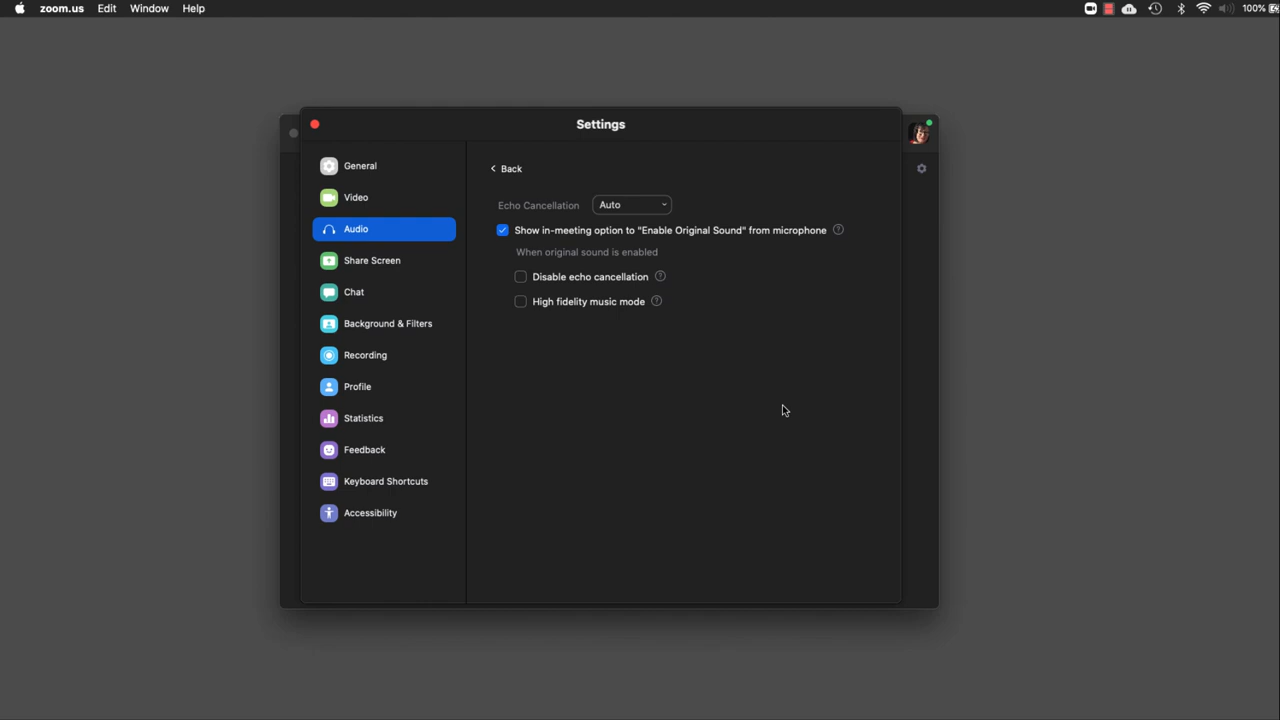 zoom.us Edit Window Help 100%
Settings
General
Video
Audio
Share Screen
Chat
Background & Filters
Recording
Profile
Statistics
Feedback
Keyboard Shortcuts
Accessibility
Back
Echo Cancellation Auto
Show in-meeting option to "Enable Original Sound" from microphone ?
When original sound is enabled
Disable echo cancellation ?
High fidelity music mode ?